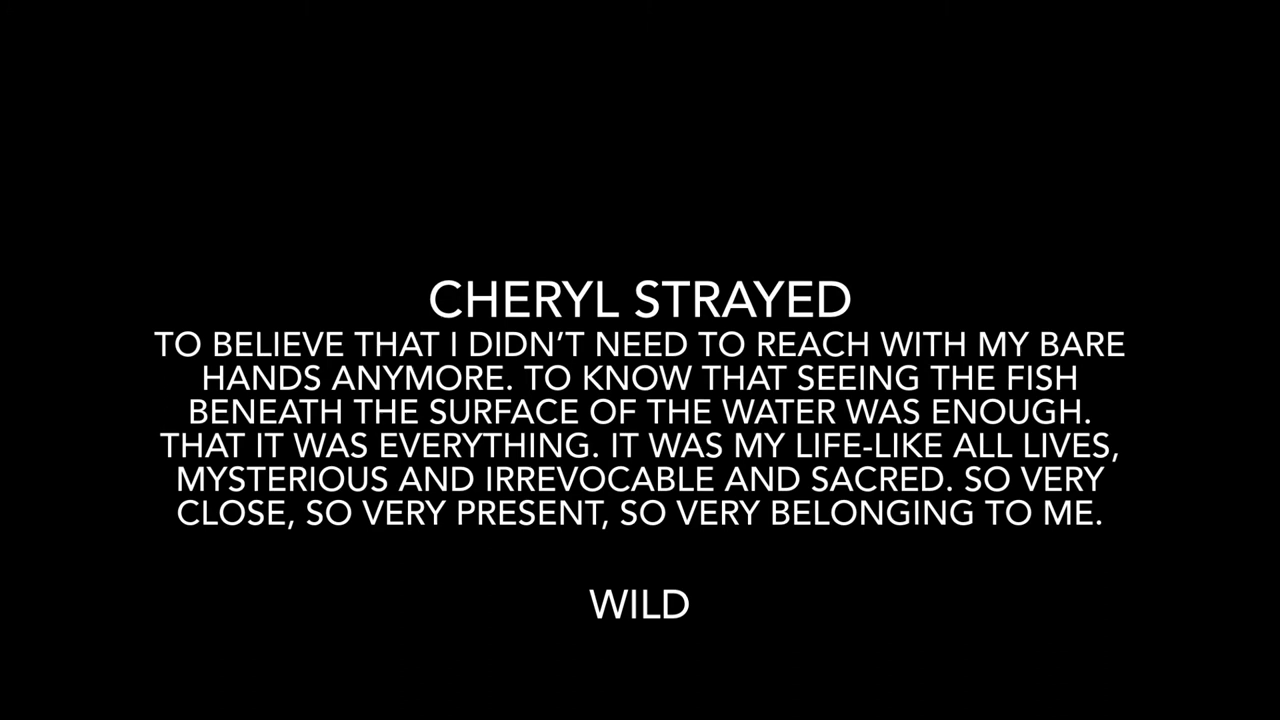 CHERYL STRAYED
TO BELIEVE THAT I DIDN’T NEED TO REACH WITH MY BARE
HANDS ANYMORE. TO KNOW THAT SEEING THE FISH
BENEATH THE SURFACE OF THE WATER WAS ENOUGH.
THAT IT WAS EVERYTHING. IT WAS MY LIFE-LIKE ALL LIVES,
MYSTERIOUS AND IRREVOCABLE AND SACRED. SO VERY
CLOSE, SO VERY PRESENT, SO VERY BELONGING TO ME.
WILD